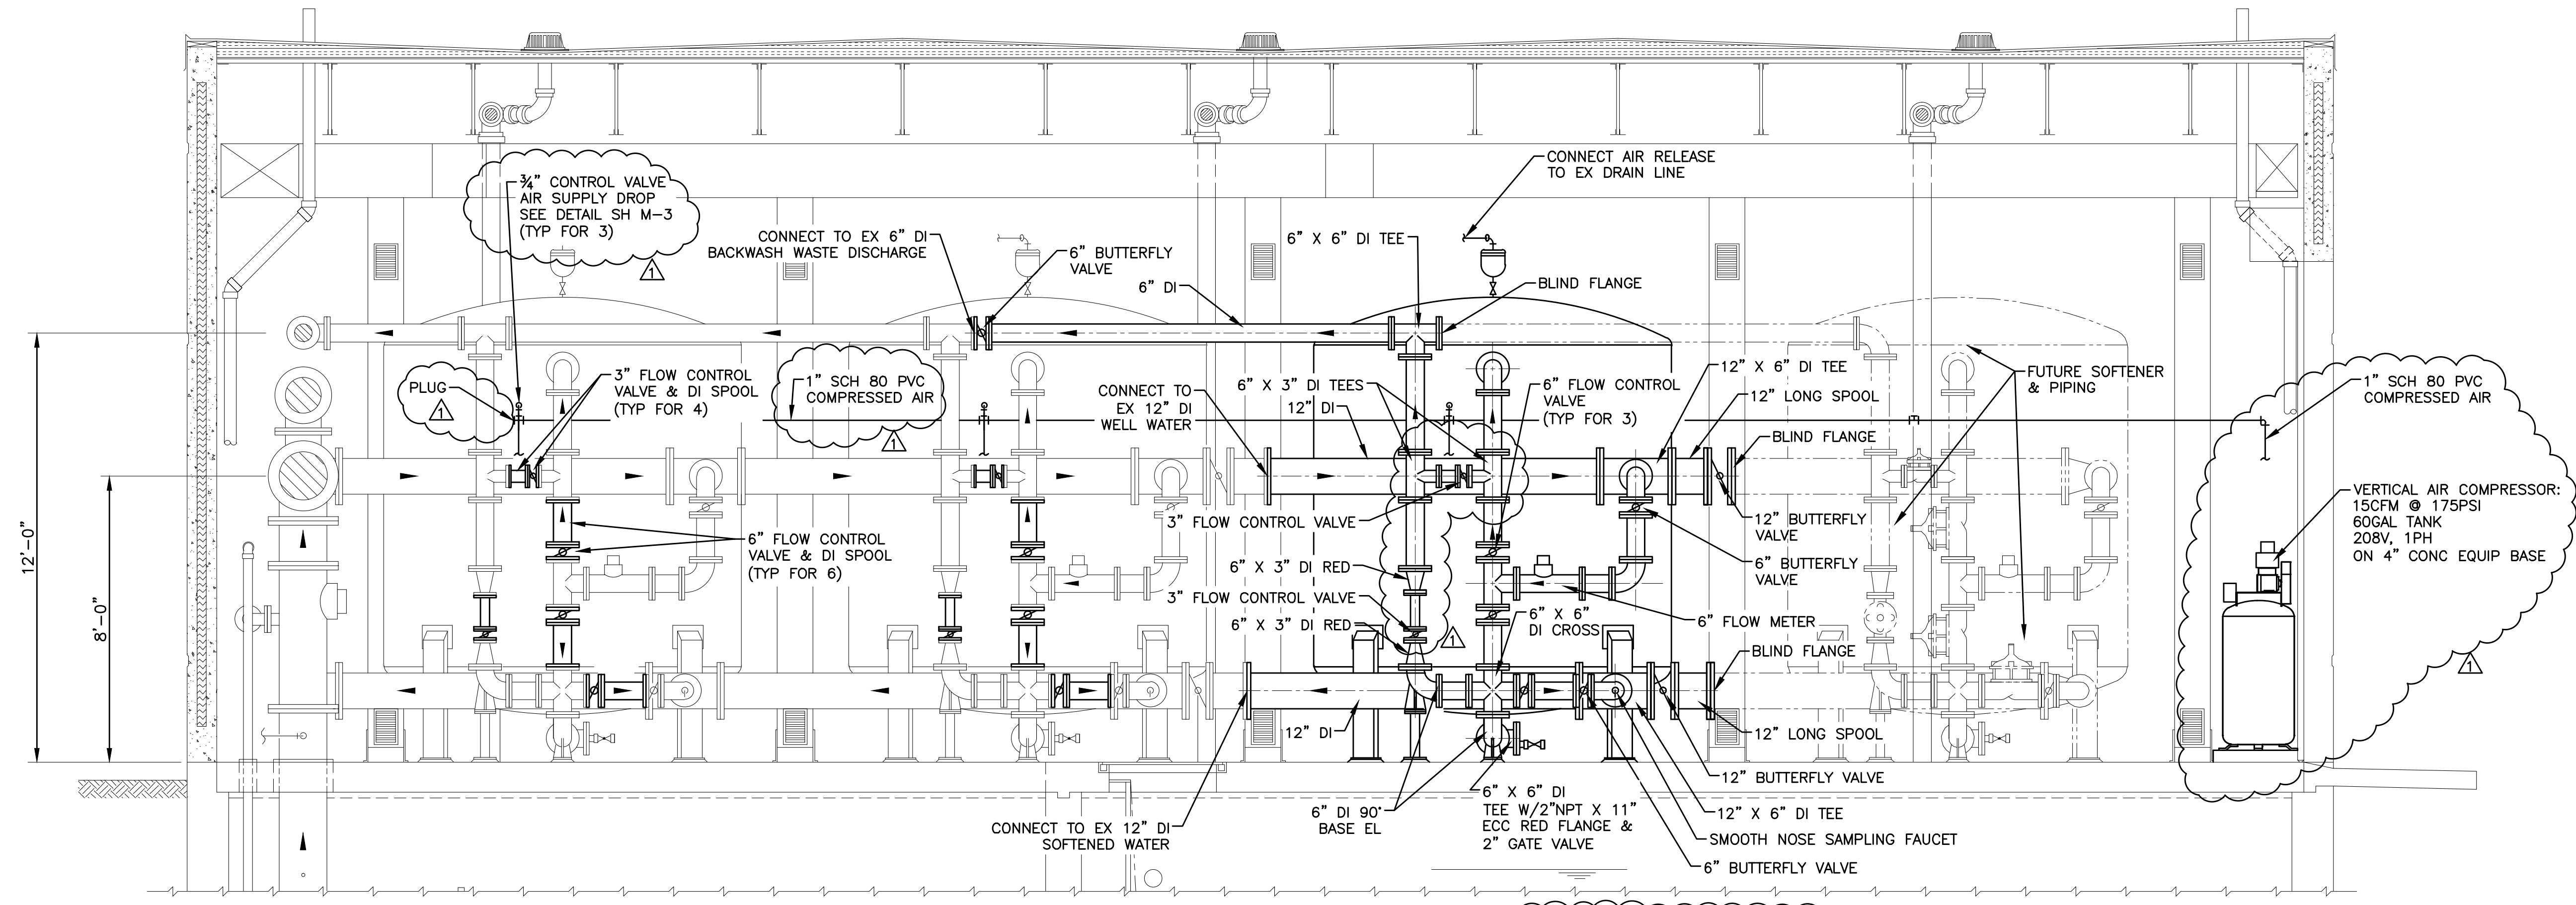 ¾" CONTROL VALVE
AIR SUPPLY DROP
SEE DETAIL SH M-3
(TYP FOR 3)
1
CONNECT TO EX 6" DI
BACKWASH WASTE DISCHARGE
6" BUTTERFLY
VALVE
6" DI
6" X 6" DI TEE
CONNECT AIR RELEASE
TO EX DRAIN LINE
BLIND FLANGE
PLUG
1
3" FLOW CONTROL
VALVE & DI SPOOL
(TYP FOR 4)
1" SCH 80 PVC
COMPRESSED AIR
1
CONNECT TO
EX 12" DI
WELL WATER
6" X 3" DI TEES
12" DI
6" FLOW CONTROL
VALVE
(TYP FOR 3)
12" X 6" DI TEE
12" LONG SPOOL
BLIND FLANGE
FUTURE SOFTENER
& PIPING
1" SCH 80 PVC
COMPRESSED AIR
VERTICAL AIR COMPRESSOR:
15CFM @ 175PSI
60GAL TANK
208V, 1PH
ON 4" CONC EQUIP BASE
1
12'-0"
8'-0"
6" FLOW CONTROL
VALVE & DI SPOOL
(TYP FOR 6)
3" FLOW CONTROL VALVE
6" X 3" DI RED
3" FLOW CONTROL VALVE
6" X 3" DI RED
1
6" X 6"
DI CROSS
12" BUTTERFLY
VALVE
6" BUTTERFLY
VALVE
6" FLOW METER
BLIND FLANGE
12" DI
12" LONG SPOOL
12" BUTTERFLY VALVE
CONNECT TO EX 12" DI
SOFTENED WATER
6" DI 90°
BASE EL
6" X 6" DI
TEE W/2"NPT X 11"
ECC RED FLANGE &
2" GATE VALVE
12" X 6" DI TEE
SMOOTH NOSE SAMPLING FAUCET
6" BUTTERFLY VALVE